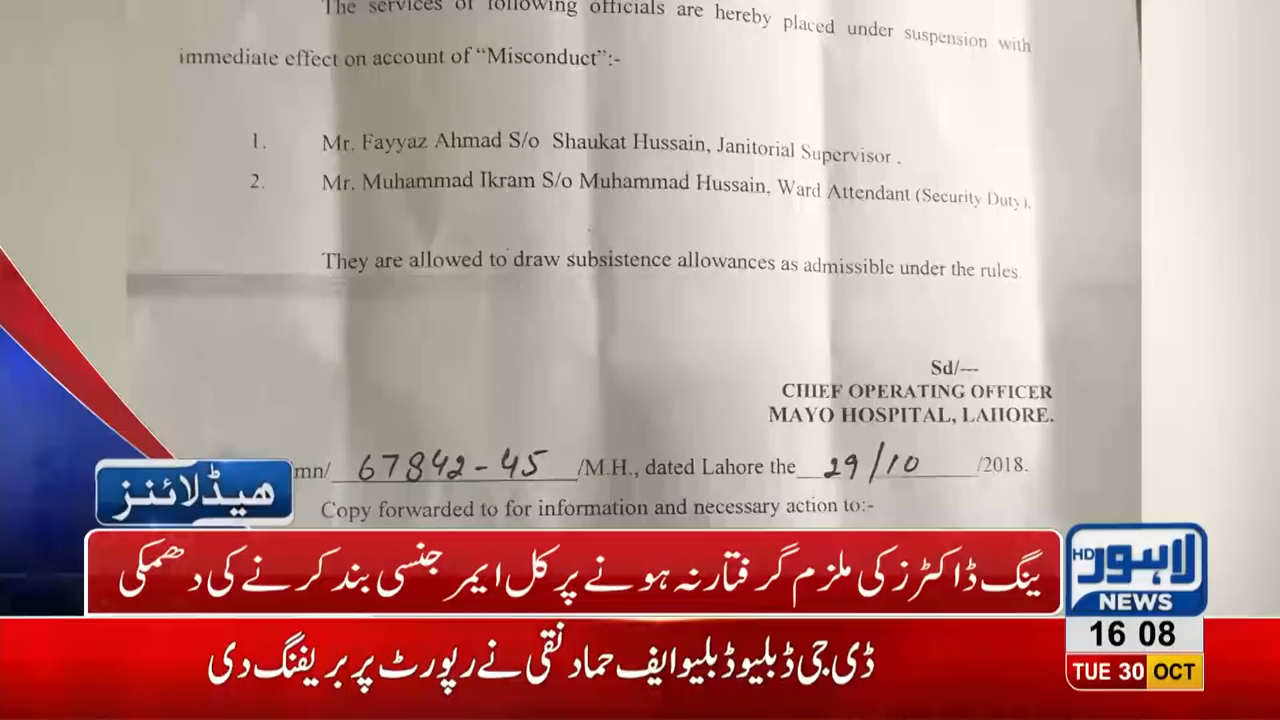 The services of following officials are hereby placed under suspension with
immediate effect on account of "Misconduct":-
1. Mr. Fayyaz Ahmad S/o Shaukat Hussain, Janitorial Supervisor .
2. Mr. Muhammad Ikram S/o Muhammad Hussain, Ward Attendant (Security Duty),
They are allowed to draw subsistence allowances as admissible under the rules.
Sd/---
CHIEF OPERATING OFFICER
MAYO HOSPITAL, LAHORE.
mn/ 67842-45 /M.H., dated Lahore the 29/10 /2018.
Copy forwarded to for information and necessary action to:-
ھیڈلائنز
ینگ ڈاکٹرز کی ملزم گرفتار نہ ہونے پر کل ایمرجنسی بند کرنے کی دھمکی
ڈی جی ڈبلیو ڈبلیو ایف حماد نقی نے رپورٹ پر بریفنگ دی
لاہور HD
NEWS
16 08
TUE 30 OCT